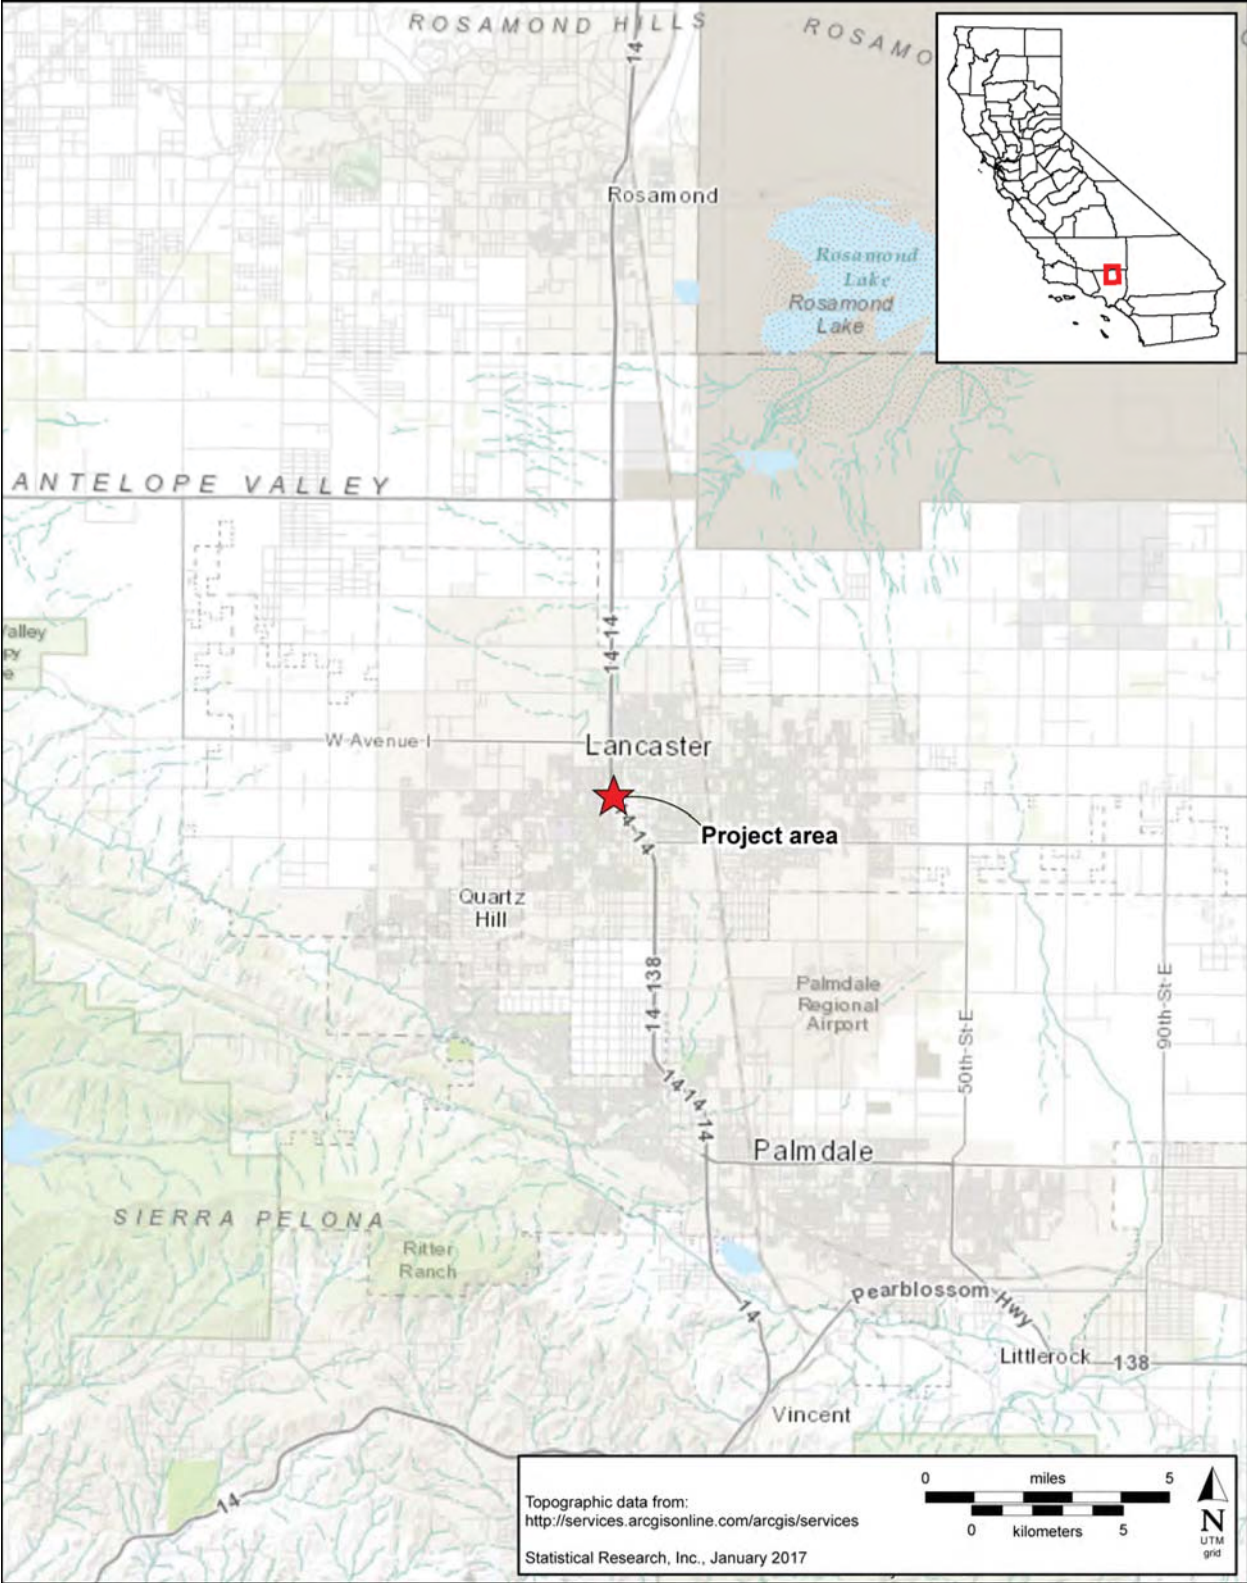 ROSAMOND HILLS
ROSAMO
14
Rosamond
Rosamond
Lake
Rosamond
Lake
ANTELOPE VALLEY
14-14
alley
py
e
W Avenue I
Lancaster
14-14
Project area
Quartz
Hill
14-138
Palmdale
Regional
Airport
50th St E
90th St E
14-14-14
Palmdale
SIERRA PELONA
Ritter
Ranch
Pearblossom Hwy
14
Littlerock
138
Vincent
14
Topographic data from:
http://services.arcgisonline.com/arcgis/services
Statistical Research, Inc., January 2017
0 miles 5
0 kilometers 5
N
UTM
grid